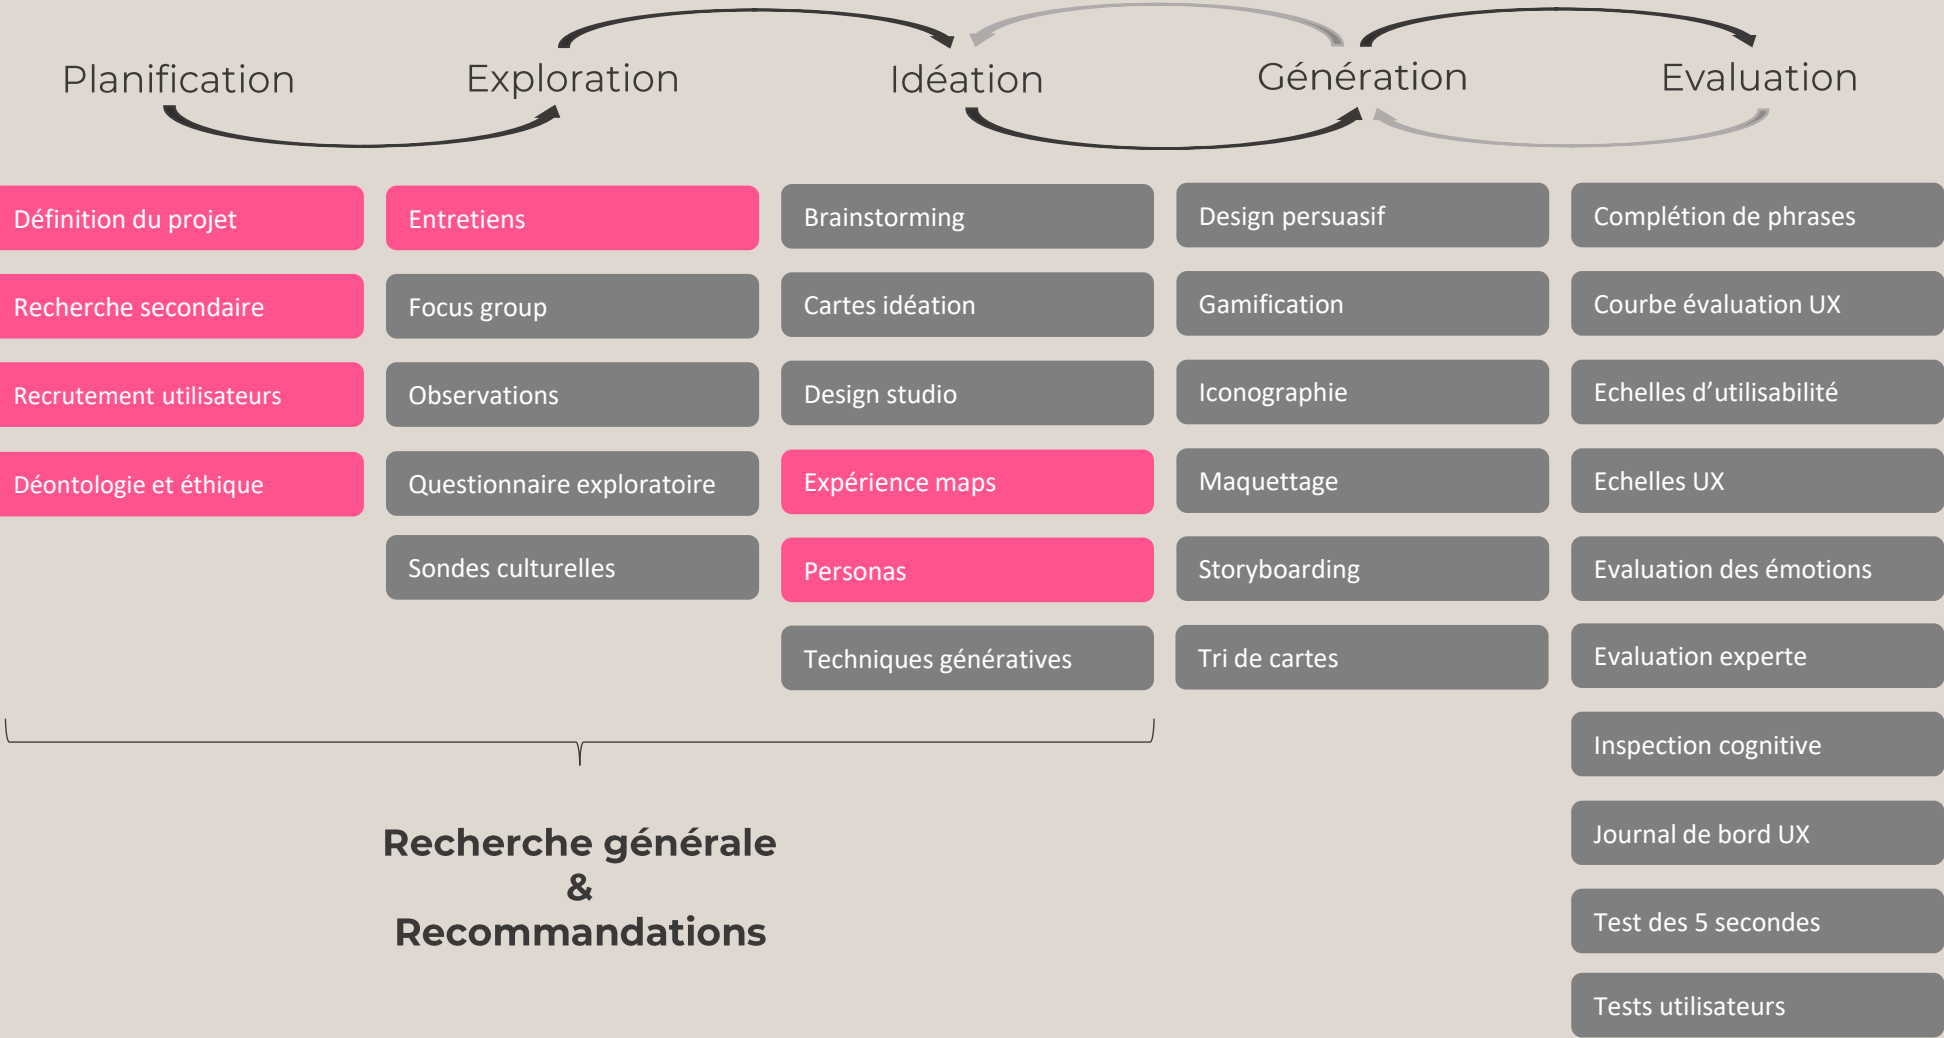 Planification
Exploration
Idéation
Génération
Evaluation
Définition du projet
Recherche secondaire
Recrutement utilisateurs
Déontologie et éthique
Entretiens
Focus group
Observations
Questionnaire exploratoire
Sondes culturelles
Brainstorming
Cartes idéation
Design studio
Expérience maps
Personas
Techniques génératives
Design persuasif
Gamification
Iconographie
Maquettage
Storyboarding
Tri de cartes
Complétion de phrases
Courbe évaluation UX
Echelles d’utilisabilité
Echelles UX
Evaluation des émotions
Evaluation experte
Inspection cognitive
Journal de bord UX
Test des 5 secondes
Tests utilisateurs
Recherche générale
&
Recommandations